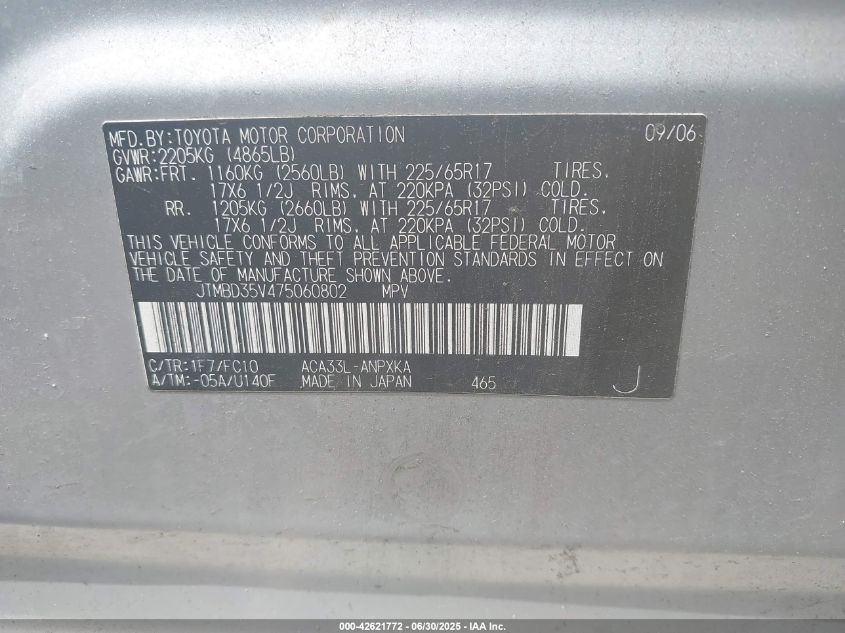 MFD.BY:TOYOTA MOTOR CORPORATION 09/06
GVWR:2205KG (4865LB)
GAWR:FRT. 1160KG (2560LB) WITH 225/65R17 TIRES,
17X6 1/2J RIMS, AT 220KPA (32PSI) COLD.
RR. 1205KG (2660LB) WITH 225/65R17 TIRES,
17X6 1/2J RIMS, AT 220KPA (32PSI) COLD.
THIS VEHICLE CONFORMS TO ALL APPLICABLE FEDERAL MOTOR
VEHICLE SAFETY AND THEFT PREVENTION STANDARDS IN EFFECT ON
THE DATE OF MANUFACTURE SHOWN ABOVE.
JTMBD35V475060802 MPV
C/TR:1F7/FC10 ACA33L-ANPXKA
A/TM:-05A/U140F MADE IN JAPAN 465 J
000-42621772 - 06/30/2025 - IAA Inc.